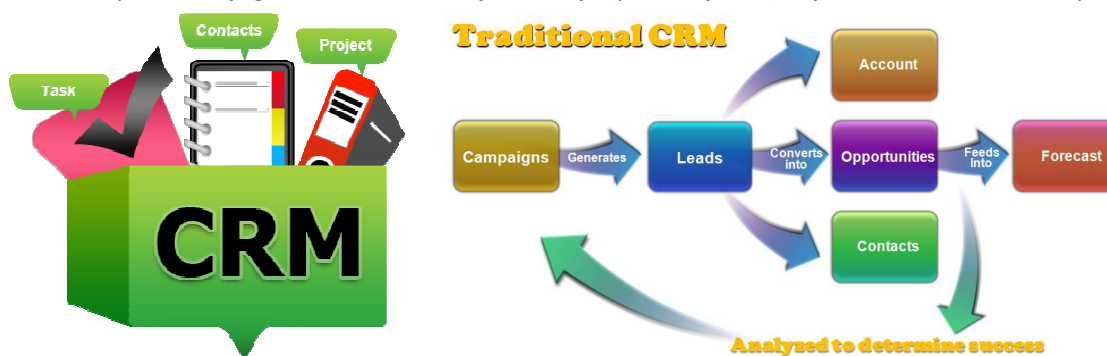 Contacts
Project
Task
CRM
Traditional CRM
Account
Campaigns
Generates
Leads
Converts
into
Opportunities
Feeds
Into
Forecast
Contacts
Analyzed to determine success